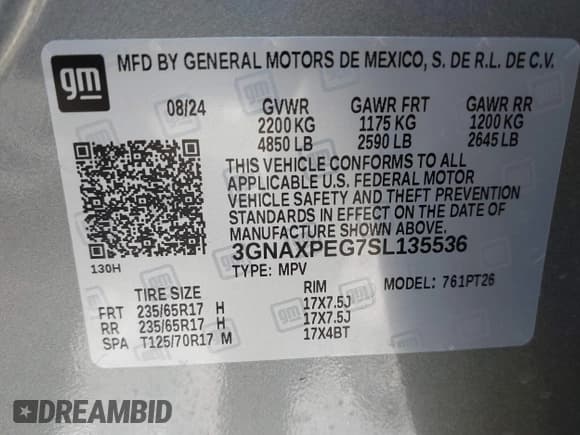 gm
MFD BY GENERAL MOTORS DE MEXICO, S. DE R.L. DE C.V.
08/24 GVWR GAWR FRT GAWR RR
2200 KG 1175 KG 1200 KG
4850 LB 2590 LB 2645 LB
THIS VEHICLE CONFORMS TO ALL
APPLICABLE U.S. FEDERAL MOTOR
VEHICLE SAFETY AND THEFT PREVENTION
STANDARDS IN EFFECT ON THE DATE OF
MANUFACTURE SHOWN ABOVE.
3GNAXPEG7SL135536
130H
TYPE: MPV MODEL: 761PT26
TIRE SIZE RIM
FRT 235/65R17 H 17X7.5J
RR 235/65R17 H 17X7.5J
SPA T125/70R17 M 17X4BT
DREAMBID